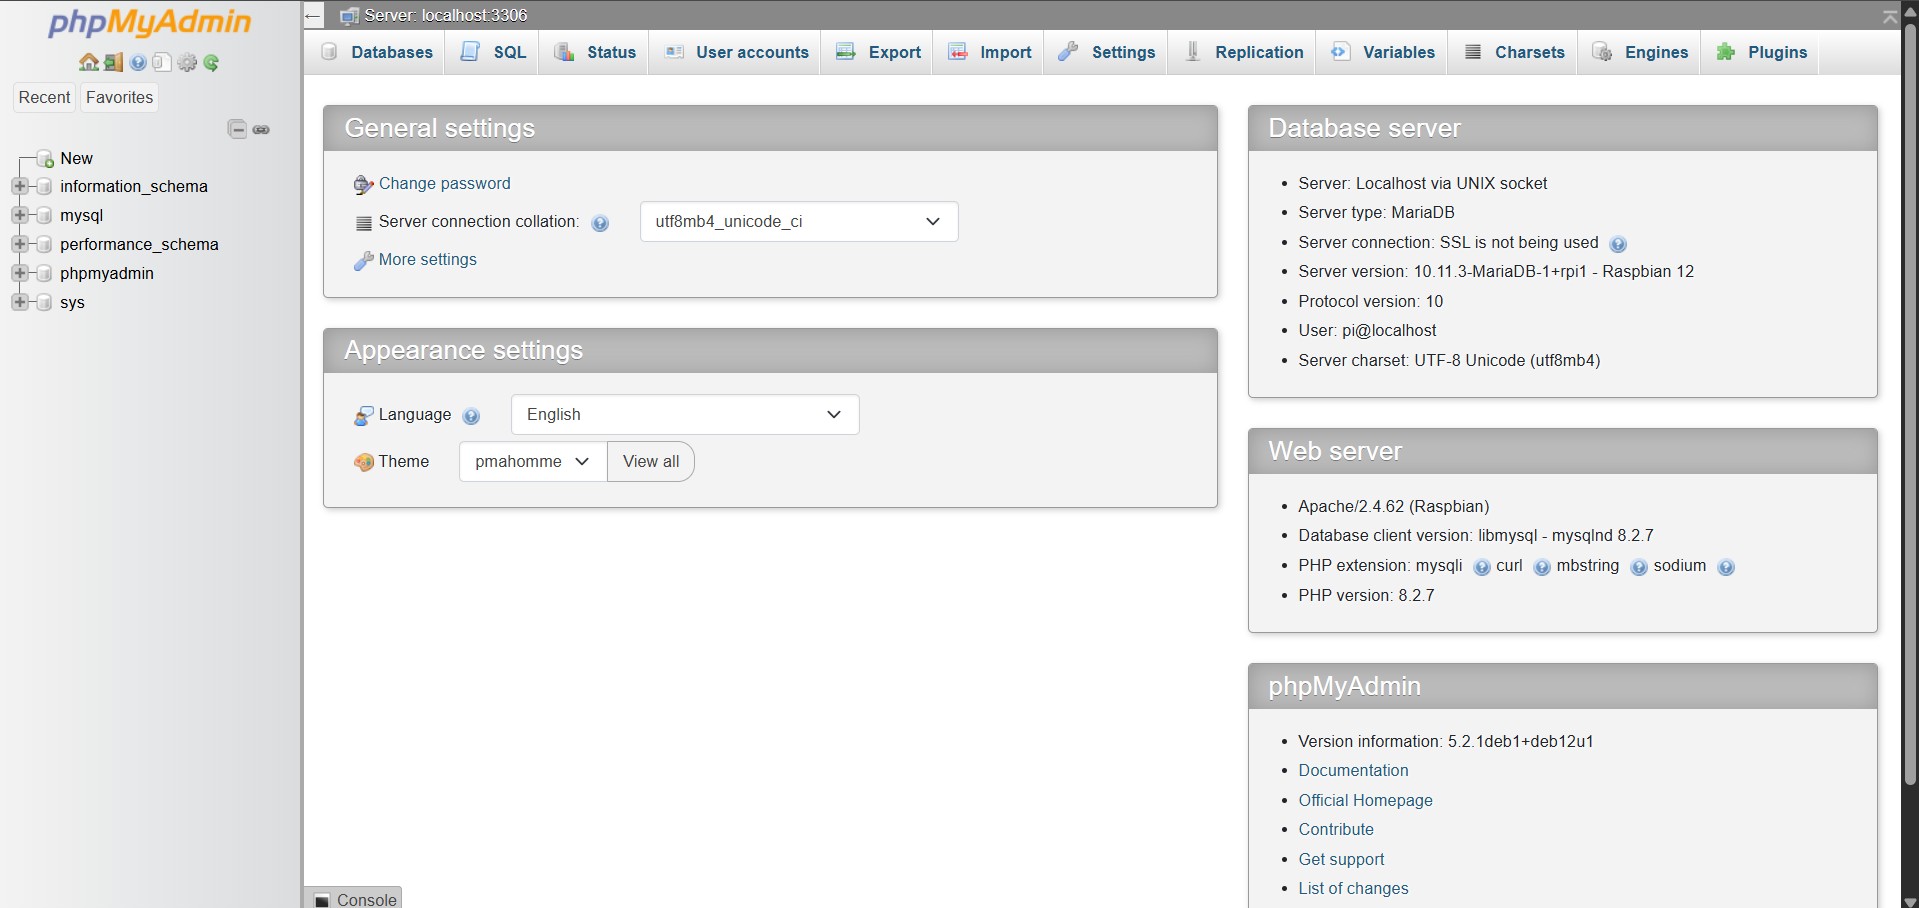 phpMyAdmin
Recent Favorites
New
information_schema
mysql
performance_schema
phpmyadmin
sys
Server: localhost:3306
Databases SQL Status User accounts Export Import Settings Replication Variables Charsets Engines Plugins
General settings
Change password
Server connection collation: utf8mb4_unicode_ci
More settings
Appearance settings
Language English
Theme pmahomme View all
Database server
Server: Localhost via UNIX socket
Server type: MariaDB
Server connection: SSL is not being used
Server version: 10.11.3-MariaDB-1+rpi1 - Raspbian 12
Protocol version: 10
User: pi@localhost
Server charset: UTF-8 Unicode (utf8mb4)
Web server
Apache/2.4.62 (Raspbian)
Database client version: libmysql - mysqlnd 8.2.7
PHP extension: mysqli curl mbstring sodium
PHP version: 8.2.7
phpMyAdmin
Version information: 5.2.1deb1+deb12u1
Documentation
Official Homepage
Contribute
Get support
List of changes
Console